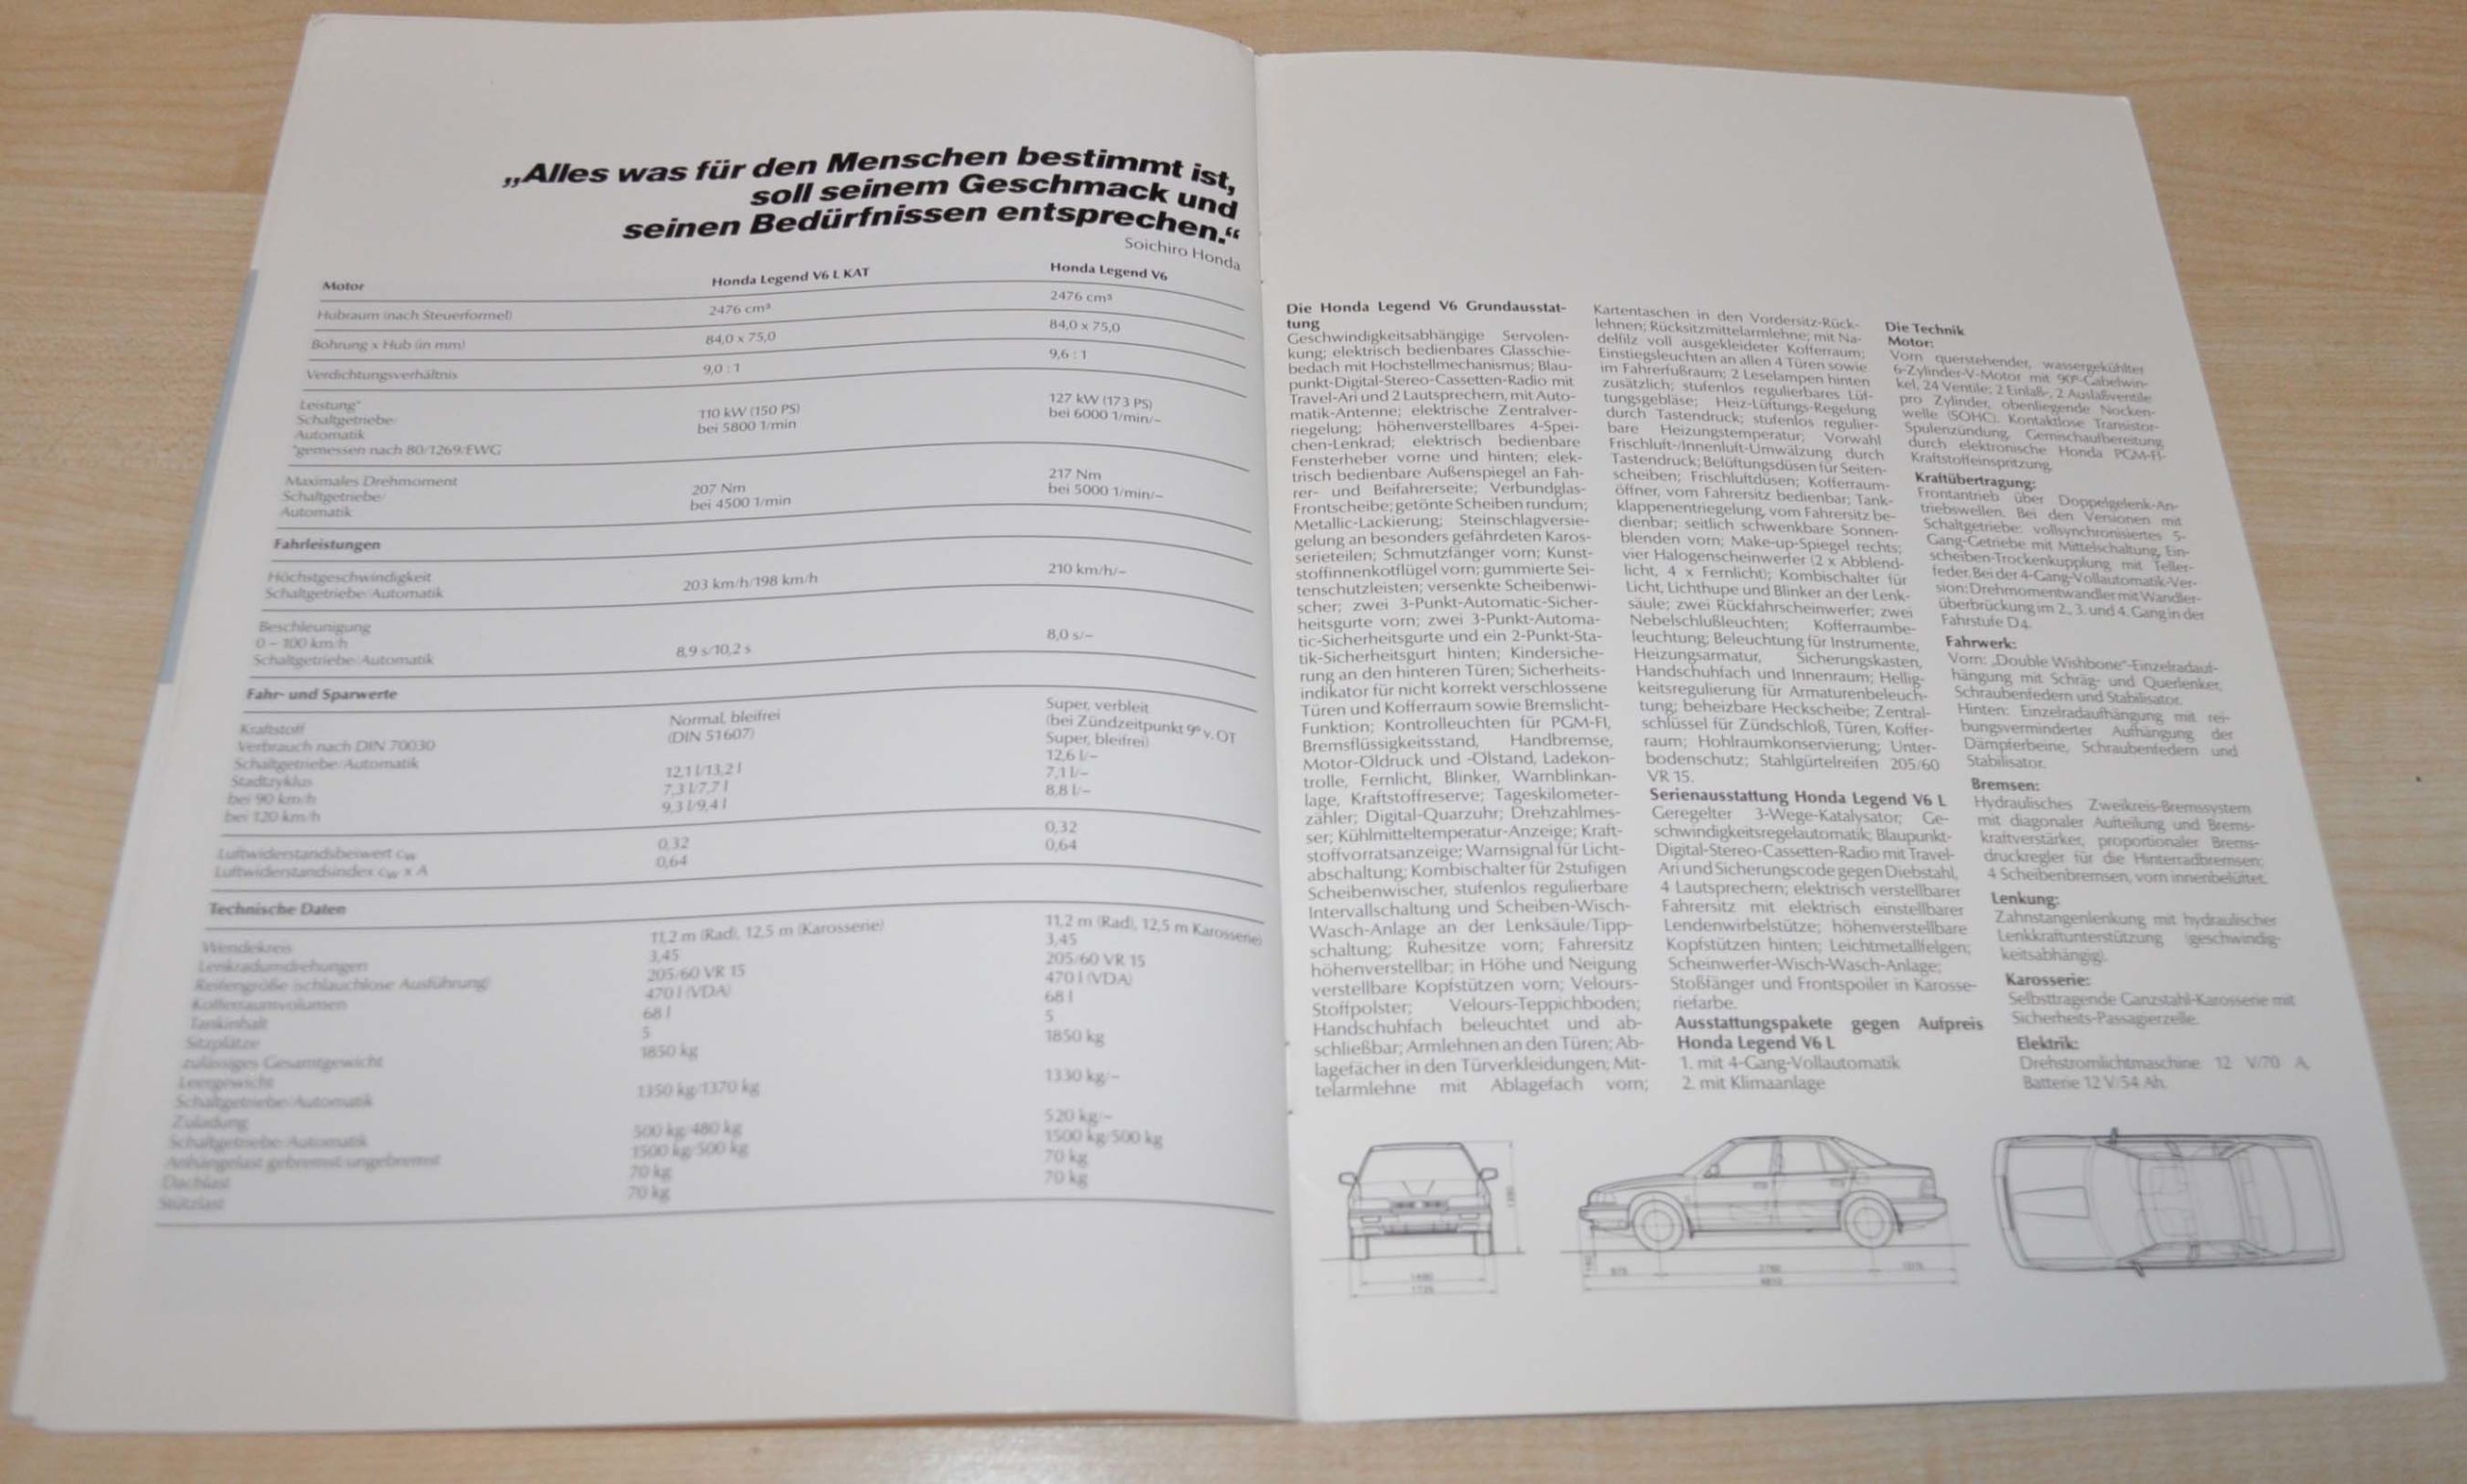 „Alles was für den Menschen bestimmt ist,
soll seinem Geschmack und
seinen Bedürfnissen entsprechen.“
Soichiro Honda
Motor Honda Legend V6 L KAT Honda Legend V6
Hubraum (nach Steuerformel) 2476 cm³ 2476 cm³
Bohrung x Hub (in mm) 84,0 x 75,0 84,0 x 75,0
Verdichtungsverhältnis 9,0 : 1 9,6 : 1
Leistung*
Schaltgetriebe/ 110 kW (150 PS) 127 kW (173 PS)
Automatik bei 5800 1/min bei 6000 1/min/–
*gemessen nach 80/1269/EWG
Maximales Drehmoment
Schaltgetriebe/ 207 Nm 217 Nm
Automatik bei 4500 1/min bei 5000 1/min/–
Fahrleistungen
Höchstgeschwindigkeit
Schaltgetriebe/Automatik 203 km/h/198 km/h 210 km/h/–
Beschleunigung
0 – 100 km/h
Schaltgetriebe/Automatik 8,9 s/10,2 s 8,0 s/–
Fahr- und Sparwerte
Kraftstoff Normal, bleifrei Super, verbleit
(DIN 51607) (bei Zündzeitpunkt 9° v. OT
Super, bleifrei)
Verbrauch nach DIN 70030
Schaltgetriebe/Automatik
Stadtzyklus 12,1 l/13,2 l 12,6 l/–
bei 90 km/h 7,3 l/7,7 l 7,1 l/–
bei 120 km/h 9,3 l/9,4 l 8,8 l/–
Luftwiderstandsbeiwert cw 0,32 0,32
Luftwiderstandsindex cw x A 0,64 0,64
Technische Daten
Wendekreis 11,2 m (Rad), 12,5 m (Karosserie) 11,2 m (Rad), 12,5 m Karosserie)
Lenkradumdrehungen 3,45 3,45
Reifengröße (schlauchlose Ausführung) 205/60 VR 15 205/60 VR 15
Kofferraumvolumen 470 l (VDA) 470 l (VDA)
Tankinhalt 68 l 68 l
Sitzplätze 5 5
zulässiges Gesamtgewicht 1850 kg 1850 kg
Leergewicht
Schaltgetriebe/Automatik 1350 kg/1370 kg 1330 kg/–
Zuladung
Schaltgetriebe/Automatik 500 kg/480 kg 520 kg/–
Anhängelast gebremst/ungebremst 1500 kg/500 kg 1500 kg/500 kg
Dachlast 70 kg 70 kg
Stützlast 70 kg 70 kg
Die Honda Legend V6 Grundausstat-
tung
Geschwindigkeitsabhängige Servolen-
kung; elektrisch bedienbares Glasschie-
bedach mit Hochstellmechanismus; Blau-
punkt-Digital-Stereo-Cassetten-Radio mit
Travel-Ari und 2 Lautsprechern, mit Auto-
matik-Antenne; elektrische Zentralver-
riegelung; höhenverstellbares 4-Spei-
chen-Lenkrad; elektrisch bedienbare
Fensterheber vorne und hinten; elek-
trisch bedienbare Außenspiegel an Fah-
rer- und Beifahrerseite; Verbundglas-
Frontscheibe; getönte Scheiben rundum;
Metallic-Lackierung; Steinschlagversie-
gelung an besonders gefährdeten Karos-
serieteilen; Schmutzfänger vorn; Kunst-
stoffinnenkotflügel vorn; gummierte Sei-
tenschutzleisten; versenkte Scheibenwi-
scher; zwei 3-Punkt-Automatic-Sicher-
heitsgurte vorn; zwei 3-Punkt-Automa-
tic-Sicherheitsgurte und ein 2-Punkt-Sta-
tik-Sicherheitsgurt hinten; Kindersiche-
rung an den hinteren Türen; Sicherheits-
indikator für nicht korrekt verschlossene
Türen und Kofferraum sowie Bremslicht-
Funktion; Kontrolleuchten für PGM-FI,
Bremsflüssigkeitsstand, Handbremse,
Motor-Öldruck und -Ölstand, Ladekon-
trolle, Fernlicht, Blinker, Warnblinkan-
lage, Kraftstoffreserve; Tageskilometer-
zähler; Digital-Quarzuhr; Drehzahlmes-
ser; Kühlmitteltemperatur-Anzeige; Kraft-
stoffvorratsanzeige; Warnsignal für Licht-
abschaltung; Kombischalter für 2stufigen
Scheibenwischer, stufenlos regulierbare
Intervallschaltung und Scheiben-Wisch-
Wasch-Anlage an der Lenksäule/Tipp-
schaltung; Ruhesitze vorn; Fahrersitz
höhenverstellbar; in Höhe und Neigung
verstellbare Kopfstützen vorn; Velours-
Stoffpolster; Velours-Teppichboden;
Handschuhfach beleuchtet und ab-
schließbar; Armlehnen an den Türen; Ab-
lagefächer in den Türverkleidungen; Mit-
telarmlehne mit Ablagefach vorn;
Kartentaschen in den Vordersitz-Rück-
lehnen; Rücksitzmittelarmlehne; mit Na-
delfilz voll ausgekleideter Kofferraum;
Einstiegsleuchten an allen 4 Türen sowie
im Fahrerfußraum; 2 Leselampen hinten
zusätzlich; stufenlos regulierbares Lüf-
tungsgebläse; Heiz-Lüftungs-Regelung
durch Tastendruck; stufenlos regulier-
bare Heizungstemperatur; Vorwahl
Frischluft-/Innenluft-Umwälzung durch
Tastendruck; Belüftungsdüsen für Seiten-
scheiben; Frischluftdüsen; Kofferraum-
öffner, vom Fahrersitz bedienbar; Tank-
klappenentriegelung, vom Fahrersitz be-
dienbar; seitlich schwenkbare Sonnen-
blenden vorn; Make-up-Spiegel rechts;
vier Halogenscheinwerfer (2 x Abblend-
licht, 4 x Fernlicht); Kombischalter für
Licht, Lichthupe und Blinker an der Lenk-
säule; zwei Rückfahrscheinwerfer; zwei
Nebelschlußleuchten; Kofferraumbe-
leuchtung; Beleuchtung für Instrumente,
Heizungsarmatur, Sicherungskasten,
Handschuhfach und Innenraum; Hellig-
keitsregulierung für Armaturenbeleuch-
tung; beheizbare Heckscheibe; Zentral-
schlüssel für Zündschloß, Türen, Koffer-
raum; Hohlraumkonservierung; Unter-
bodenschutz; Stahlgürtelreifen 205/60
VR 15.
Serienausstattung Honda Legend V6 L
Geregelter 3-Wege-Katalysator; Ge-
schwindigkeitsregelautomatik; Blaupunkt-
Digital-Stereo-Cassetten-Radio mit Travel-
Ari und Sicherungscode gegen Diebstahl,
4 Lautsprechern; elektrisch verstellbarer
Fahrersitz mit elektrisch einstellbarer
Lendenwirbelstütze; höhenverstellbare
Kopfstützen hinten; Leichtmetallfelgen;
Scheinwerfer-Wisch-Wasch-Anlage;
Stoßfänger und Frontspoiler in Karosse-
riefarbe.
Ausstattungspakete gegen Aufpreis
Honda Legend V6 L
1. mit 4-Gang-Vollautomatik
2. mit Klimaanlage
Die Technik
Motor:
Vorn querstehender, wassergekühlter
6-Zylinder-V-Motor mit 90°-Gabelwin-
kel, 24 Ventile; 2 Einlaß-, 2 Auslaßventile
pro Zylinder, obenliegende Nocken-
welle (SOHC). Kontaktlose Transistor-
Spulenzündung, Gemischaufbereitung
durch elektronische Honda PGM-FI-
Kraftstoffeinspritzung.
Kraftübertragung:
Frontantrieb über Doppelgelenk-An-
triebswellen. Bei den Versionen mit
Schaltgetriebe: vollsynchronisiertes 5-
Gang-Getriebe mit Mittelschaltung, Ein-
scheiben-Trockenkupplung mit Teller-
feder. Bei der 4-Gang-Vollautomatik-Ver-
sion: Drehmomentwandler mit Wandler-
überbrückung im 2., 3. und 4. Gang in der
Fahrstufe D4.
Fahrwerk:
Vorn: „Double Wishbone“-Einzelradauf-
hängung mit Schräg- und Querlenker,
Schraubenfedern und Stabilisator.
Hinten: Einzelradaufhängung mit rei-
bungsverminderter Aufhängung der
Dämpferbeine, Schraubenfedern und
Stabilisator.
Bremsen:
Hydraulisches Zweikreis-Bremssystem
mit diagonaler Aufteilung und Brems-
kraftverstärker, proportionaler Brems-
druckregler für die Hinterradbremsen;
4 Scheibenbremsen, vorn innenbelüftet.
Lenkung:
Zahnstangenlenkung mit hydraulischer
Lenkkraftunterstützung (geschwindig-
keitsabhängig).
Karosserie:
Selbsttragende Ganzstahl-Karosserie mit
Sicherheits-Passagierzelle.
Elektrik:
Drehstromlichtmaschine 12 V/70 A,
Batterie 12 V/54 Ah.